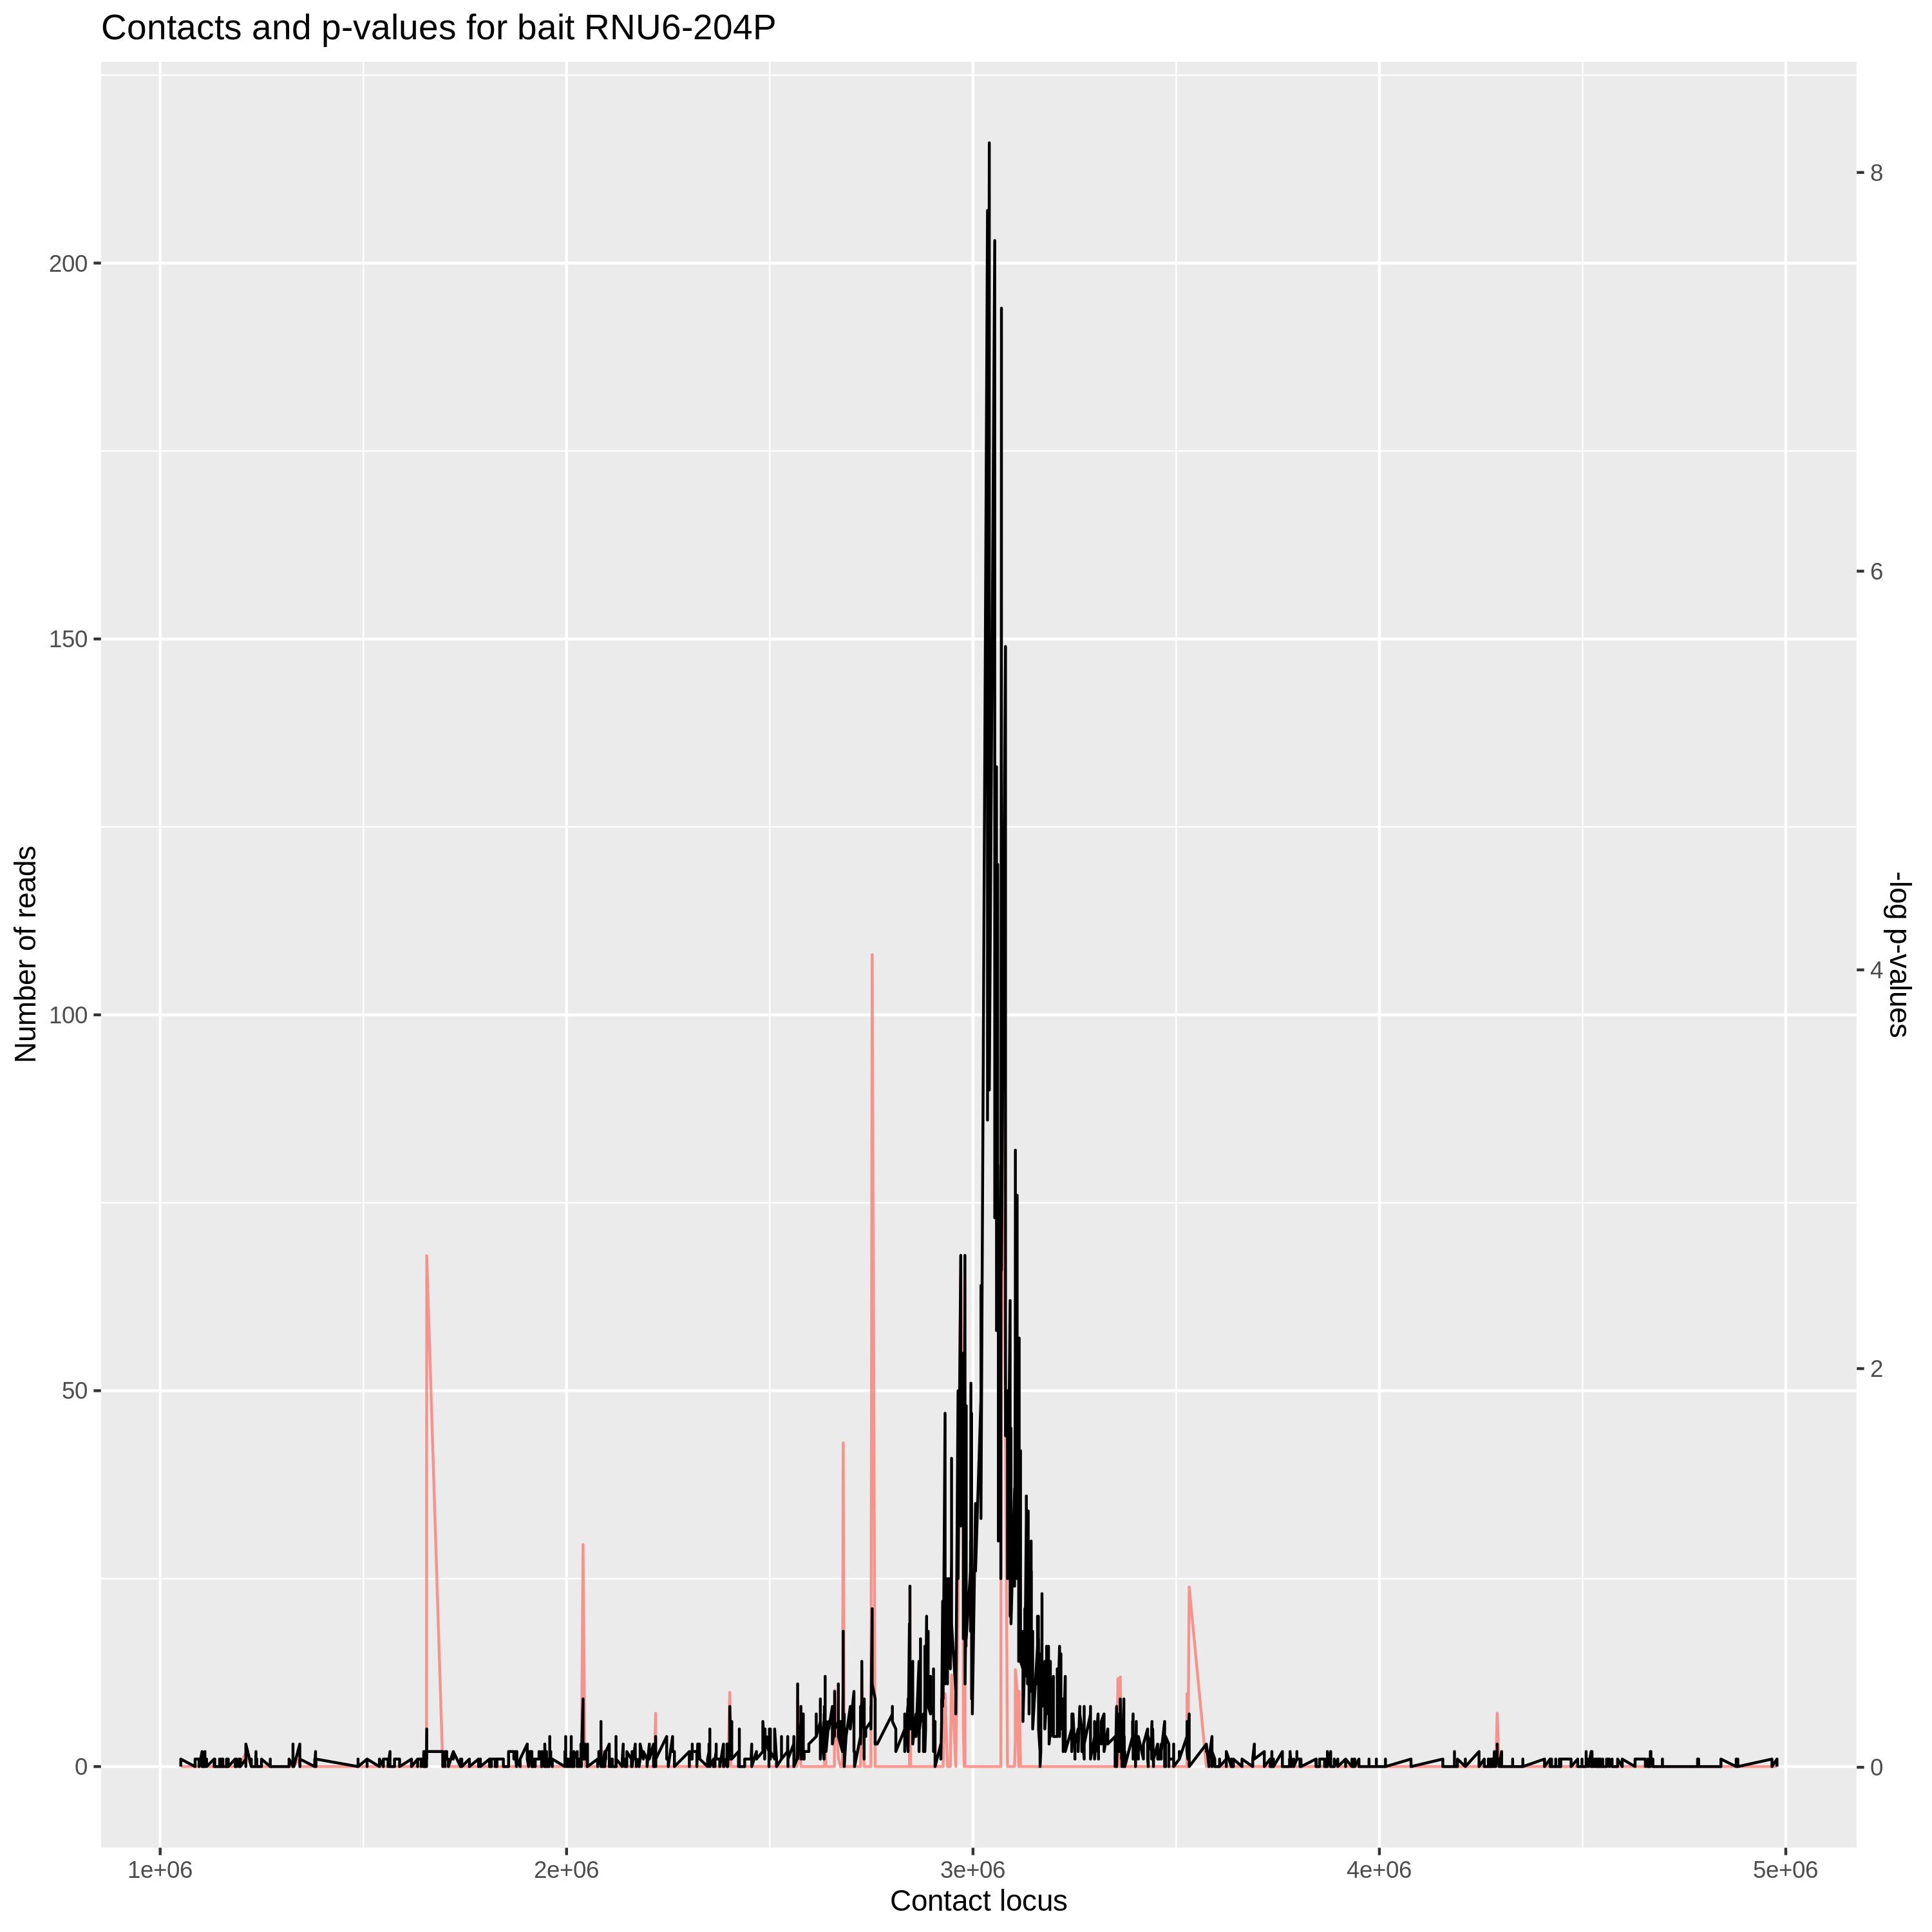 Contacts and p-values for bait RNU6-204P
Number of reads
200
150
100
50
0
8
6
4
2
0
-log p-values
1e+06 2e+06 3e+06 4e+06 5e+06
Contact locus